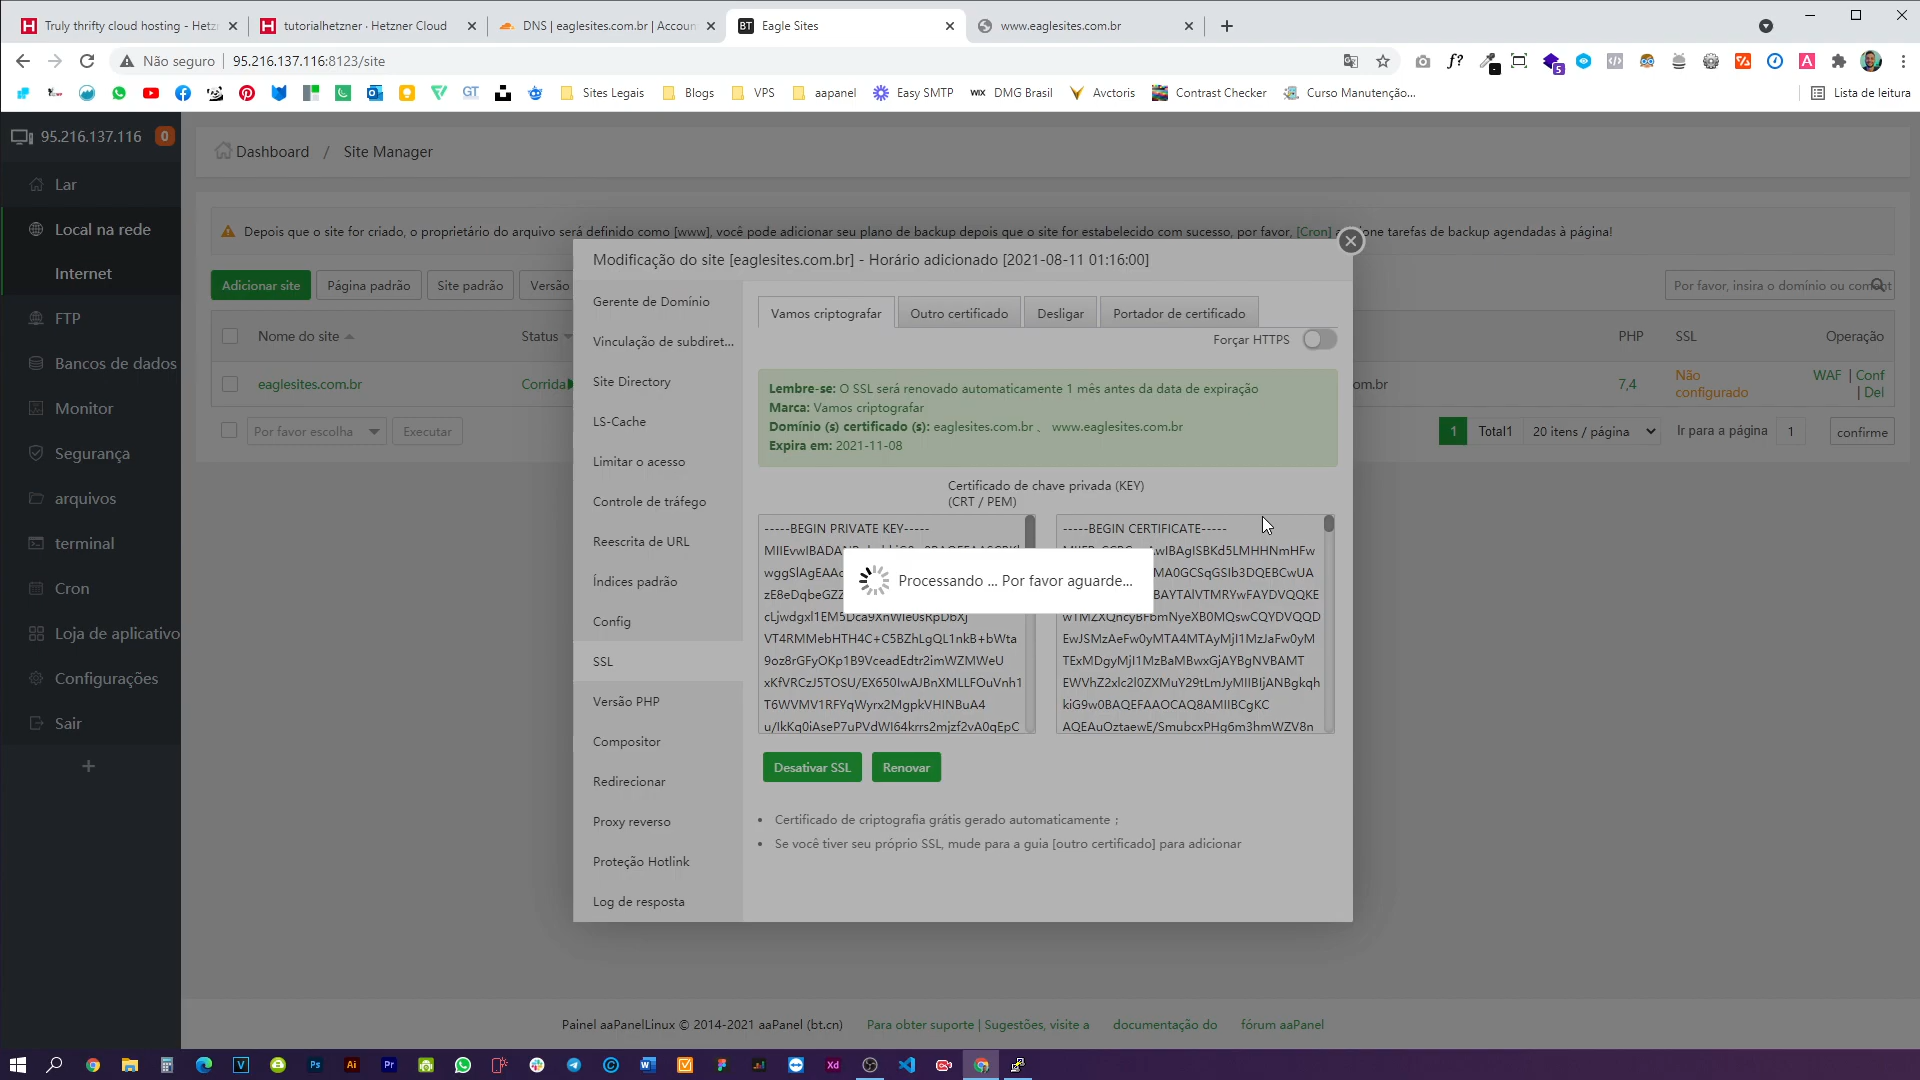 Truly thrifty cloud hosting - Hetz
tutorialhetzner · Hetzner Cloud
DNS | eaglesites.com.br | Accoun
Eagle Sites
www.eaglesites.com.br
Não seguro
95.216.137.116:8123/site
Sites Legais
Blogs
VPS
aapanel
Easy SMTP
DMG Brasil
Avctoris
Contrast Checker
Curso Manutenção...
Lista de leitura
95.216.137.116
0
Dashboard / Site Manager
Lar
Local na rede
Internet
FTP
Bancos de dados
Monitor
Segurança
arquivos
terminal
Cron
Loja de aplicativo
Configurações
Sair
Depois que o site for criado, o proprietário do arquivo será definido como [www], você pode adicionar seu plano de backup depois que o site for estabelecido com sucesso, por favor, [Cron]
tarefas de backup agendadas à página!
Adicionar site
Página padrão
Site padrão
Versão
Por favor, insira o domínio ou coment
Nome do site
Status
PHP
SSL
Operação
eaglesites.com.br
Corrida
om.br
7,4
Não
configurado
WAF | Conf
| Del
Por favor escolha
Executar
1
Total1
20 itens / página
Ir para a página
1
confirme
Modificação do site [eaglesites.com.br] - Horário adicionado [2021-08-11 01:16:00]
Gerente de Domínio
Vinculação de subdiret...
Site Directory
LS-Cache
Limitar o acesso
Controle de tráfego
Reescrita de URL
Índices padrão
Config
SSL
Versão PHP
Compositor
Redirecionar
Proxy reverso
Proteção Hotlink
Log de resposta
Vamos criptografar
Outro certificado
Desligar
Portador de certificado
Forçar HTTPS
Lembre-se: O SSL será renovado automaticamente 1 mês antes da data de expiração
Marca: Vamos criptografar
Domínio (s) certificado (s): eaglesites.com.br 、 www.eaglesites.com.br
Expira em: 2021-11-08
Certificado de chave privada (KEY)
(CRT / PEM)
-----BEGIN PRIVATE KEY-----
-----BEGIN CERTIFICATE-----
Processando ... Por favor aguarde...
Desativar SSL
Renovar
Certificado de criptografia grátis gerado automaticamente ;
Se você tiver seu próprio SSL, mude para a guia [outro certificado] para adicionar
Painel aaPanelLinux © 2014-2021 aaPanel (bt.cn)
Para obter suporte | Sugestões, visite a
documentação do
fórum aaPanel